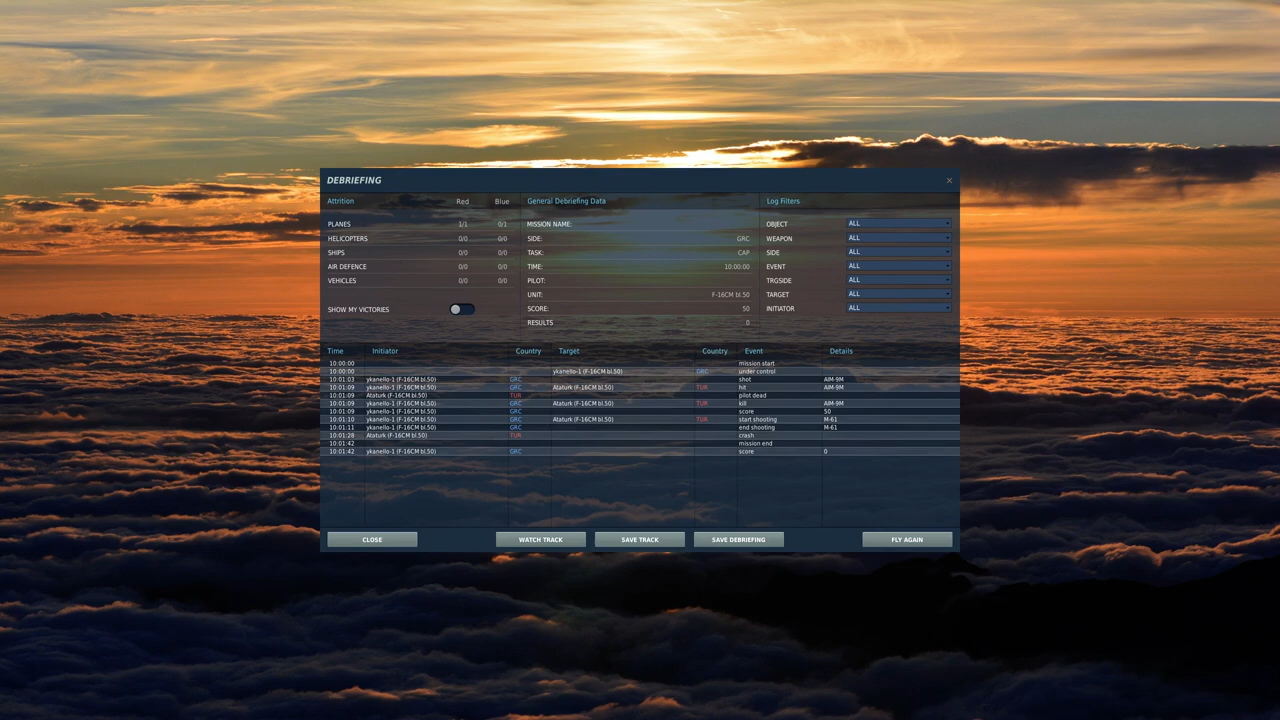 DEBRIEFING ×
Attrition Red Blue
PLANES 1/1 0/1
HELICOPTERS 0/0 0/0
SHIPS 0/0 0/0
AIR DEFENCE 0/0 0/0
VEHICLES 0/0 0/0
SHOW MY VICTORIES
General Debriefing Data
MISSION NAME:
SIDE: GRC
TASK: CAP
TIME: 10:00:00
PILOT:
UNIT: F-16CM bl.50
SCORE: 50
RESULTS 0
Log Filters
OBJECT ALL
WEAPON ALL
SIDE ALL
EVENT ALL
TRGSIDE ALL
TARGET ALL
INITIATOR ALL
Time Initiator Country Target Country Event Details
10:00:00 mission start
10:00:00 ykanello-1 (F-16CM bl.50) GRC under control
10:01:03 ykanello-1 (F-16CM bl.50) GRC shot AIM-9M
10:01:09 ykanello-1 (F-16CM bl.50) GRC Ataturk (F-16CM bl.50) TUR hit AIM-9M
10:01:09 Ataturk (F-16CM bl.50) TUR pilot dead
10:01:09 ykanello-1 (F-16CM bl.50) GRC Ataturk (F-16CM bl.50) TUR kill AIM-9M
10:01:09 ykanello-1 (F-16CM bl.50) GRC score 50
10:01:10 ykanello-1 (F-16CM bl.50) GRC Ataturk (F-16CM bl.50) TUR start shooting M-61
10:01:11 ykanello-1 (F-16CM bl.50) GRC end shooting M-61
10:01:28 Ataturk (F-16CM bl.50) TUR crash
10:01:42 mission end
10:01:42 ykanello-1 (F-16CM bl.50) GRC score 0
CLOSE WATCH TRACK SAVE TRACK SAVE DEBRIEFING FLY AGAIN